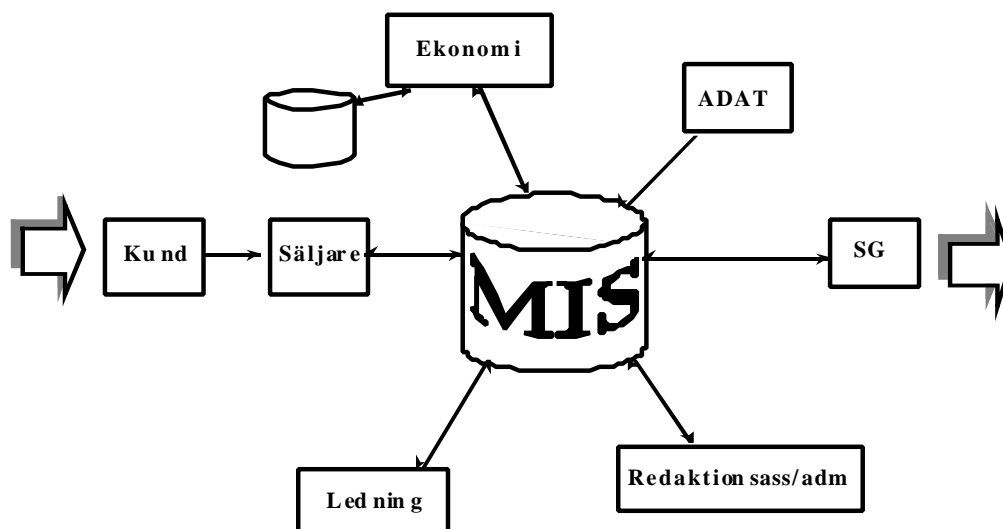 Ekonomi
ADAT
Kund
Säljare
MIS
SG
Ledning
Redaktionsass/adm